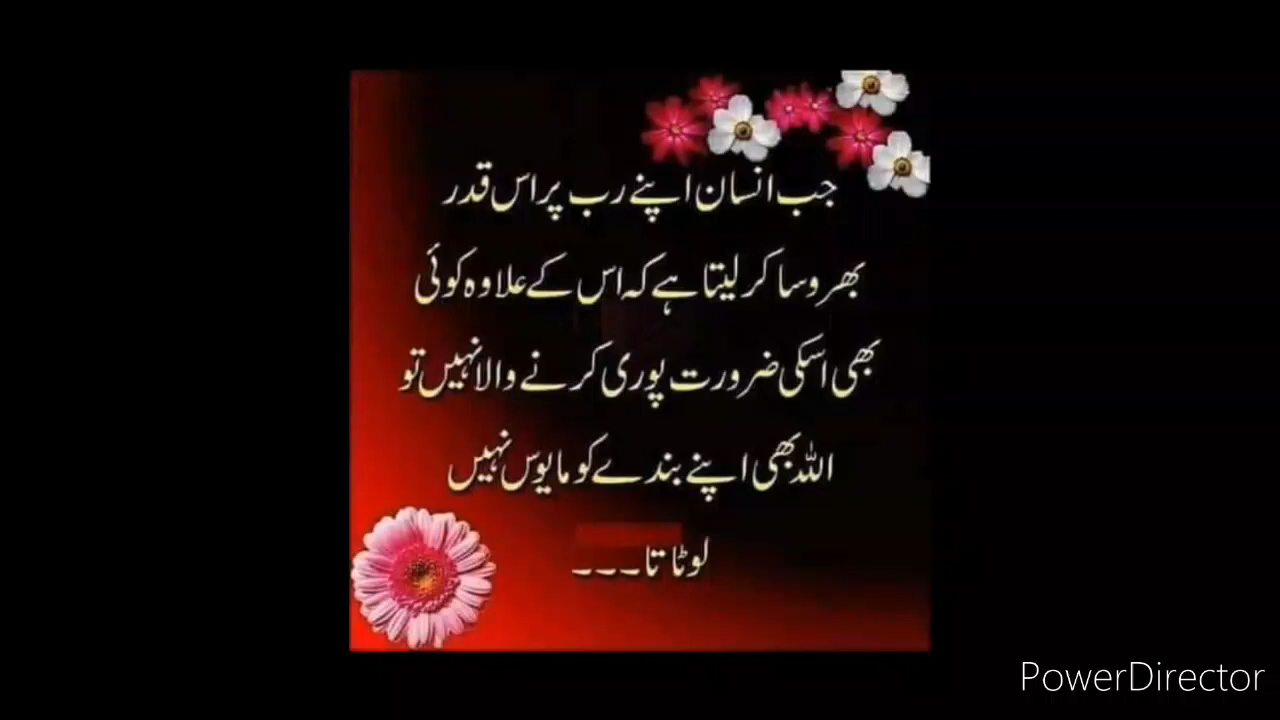 جب انسان اپنے رب پر اس قدر
بھروسا کر لیتا ہے کہ اس کے علاوہ کوئی
بھی اسکی ضرورت پوری کرنے والا نہیں تو
اللہ بھی اپنے بندے کو مایوس نہیں
لوٹاتا۔۔۔
PowerDirector